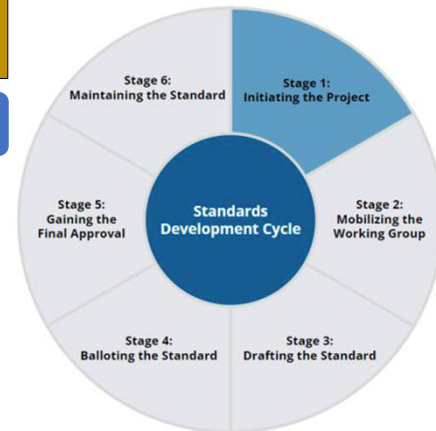 Stage 1:
Initiating the Project
Stage 2:
Mobilizing the
Working Group
Stage 3:
Drafting the Standard
Stage 4:
Balloting the Standard
Stage 5:
Gaining the
Final Approval
Stage 6:
Maintaining the Standard
Standards
Development Cycle